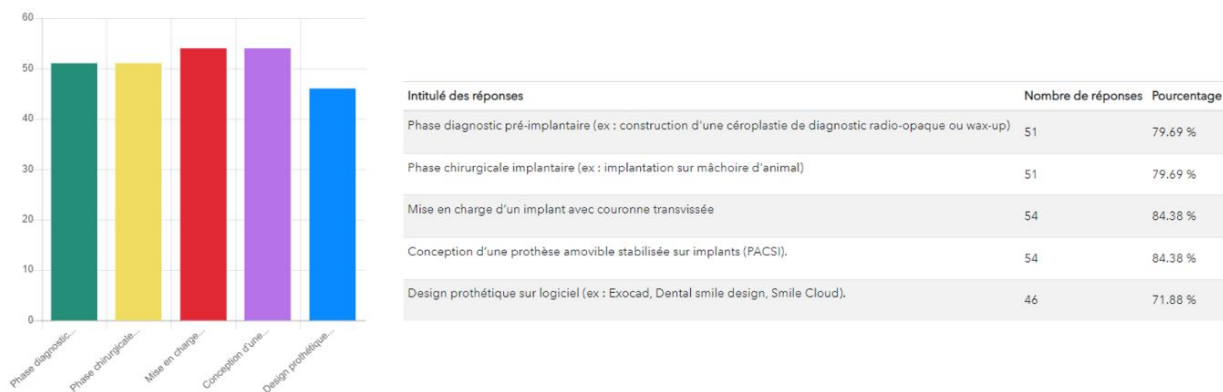 60
50
40
30
20
10
0
Phase diagnostic...
Phase chirurgicale...
Mise en charge...
Conception d'une...
Design prothétique...
Intitulé des réponses Nombre de réponses Pourcentage
Phase diagnostic pré-implantaire (ex : construction d'une céroplastie de diagnostic radio-opaque ou wax-up) 51 79.69 %
Phase chirurgicale implantaire (ex : implantation sur mâchoire d'animal) 51 79.69 %
Mise en charge d'un implant avec couronne transvissée 54 84.38 %
Conception d'une prothèse amovible stabilisée sur implants (PACSI). 54 84.38 %
Design prothétique sur logiciel (ex : Exocad, Dental smile design, Smile Cloud). 46 71.88 %